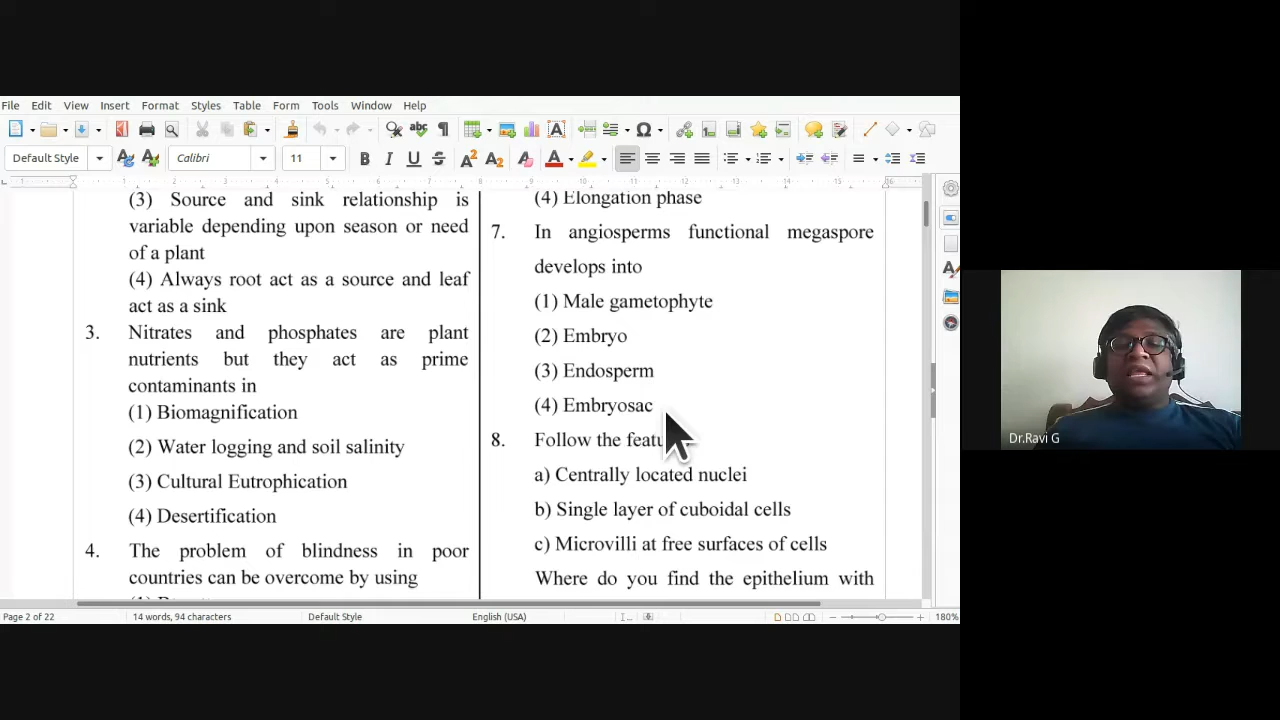 File Edit View Insert Format Styles Table Form Tools Window Help
Default Style Calibri 11
(3) Source and sink relationship is
variable depending upon season or need
of a plant
(4) Always root act as a source and leaf
act as a sink
3. Nitrates and phosphates are plant
nutrients but they act as prime
contaminants in
(1) Biomagnification
(2) Water logging and soil salinity
(3) Cultural Eutrophication
(4) Desertification
4. The problem of blindness in poor
countries can be overcome by using
(4) Elongation phase
7. In angiosperms functional megaspore
develops into
(1) Male gametophyte
(2) Embryo
(3) Endosperm
(4) Embryosac
8. Follow the
a) Centrally located nuclei
b) Single layer of cuboidal cells
c) Microvilli at free surfaces of cells
Where do you find the epithelium with
Page 2 of 22 14 words, 94 characters Default Style English (USA) 180%
Dr.Ravi G